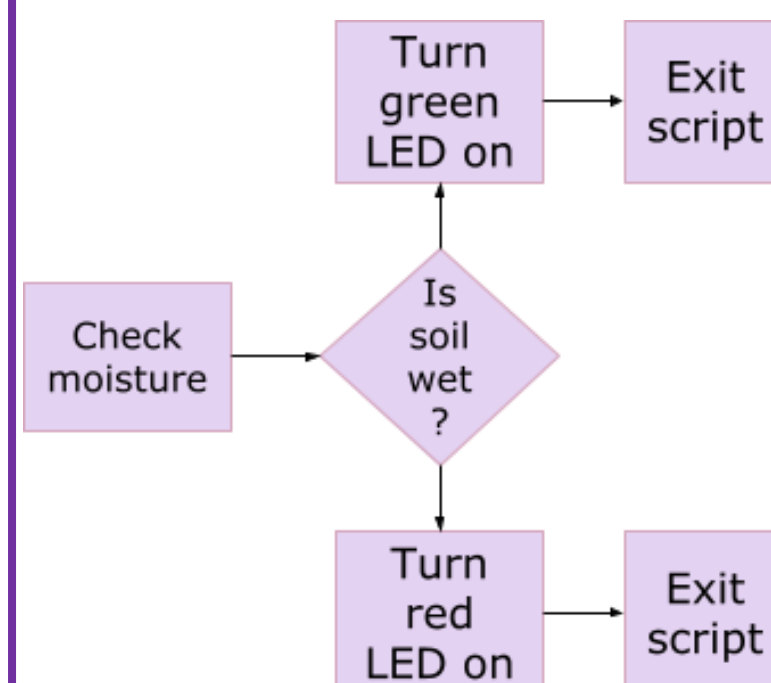 Turn
green
LED on
Exit
script
Check
moisture
Is
soil
wet
?
Turn
red
LED on
Exit
script